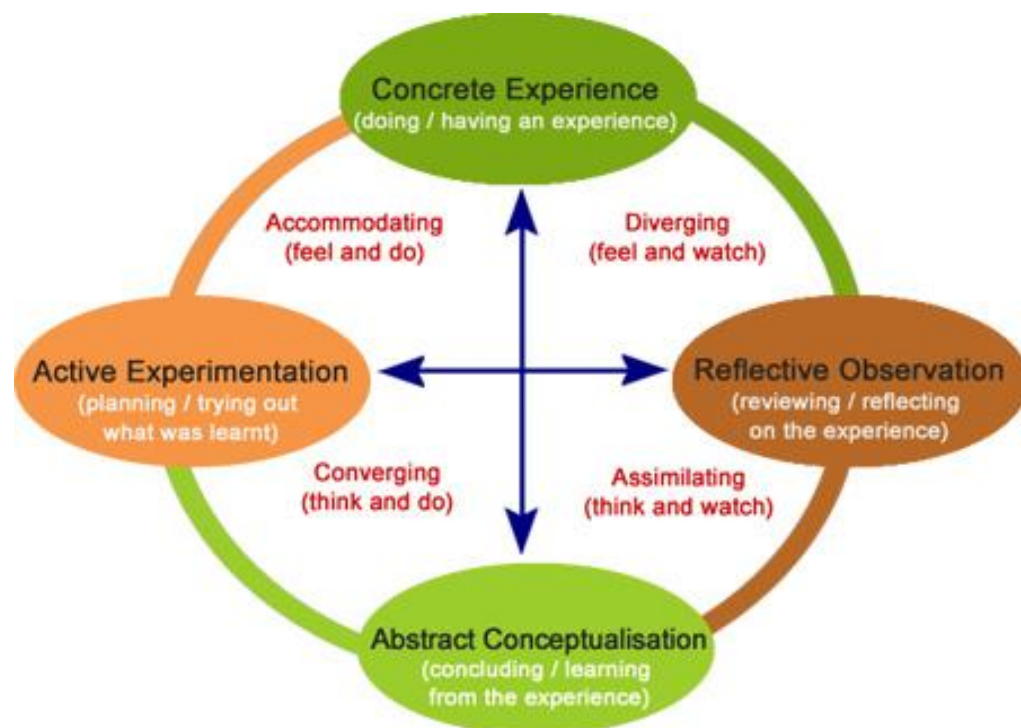 Concrete Experience
(doing / having an experience)
Accommodating
(feel and do)
Diverging
(feel and watch)
Active Experimentation
(planning / trying out
what was learnt)
Reflective Observation
(reviewing / reflecting
on the experience)
Converging
(think and do)
Assimilating
(think and watch)
Abstract Conceptualisation
(concluding / learning
from the experience)